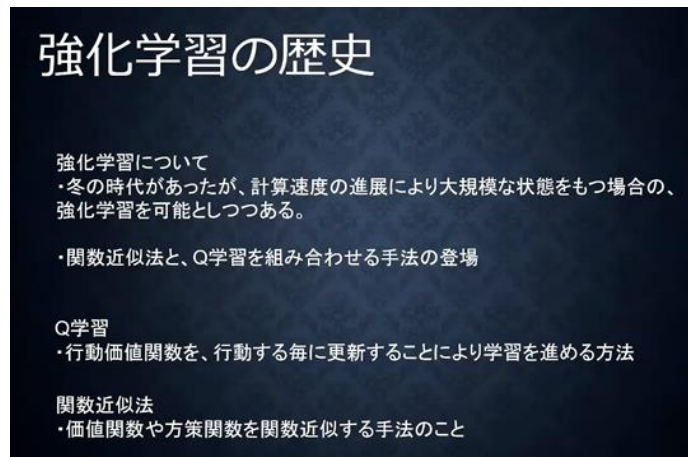 強化学習の歴史
強化学習について
・冬の時代があったが、計算速度の進展により大規模な状態をもつ場合の、
強化学習を可能としつつある。
・関数近似法と、Q学習を組み合わせる手法の登場
Q学習
・行動価値関数を、行動する毎に更新することにより学習を進める方法
関数近似法
・価値関数や方策関数を関数近似する手法のこと